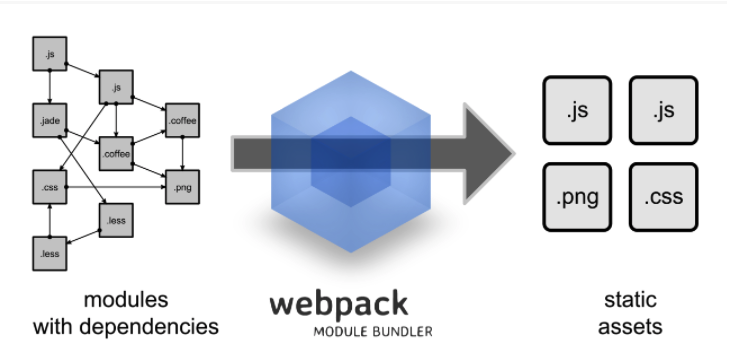 .js
.js
.jade
.coffee
.coffee
.css
.png
.less
.less
modules
with dependencies
webpack
MODULE BUNDLER
.js
.js
.png
.css
static
assets